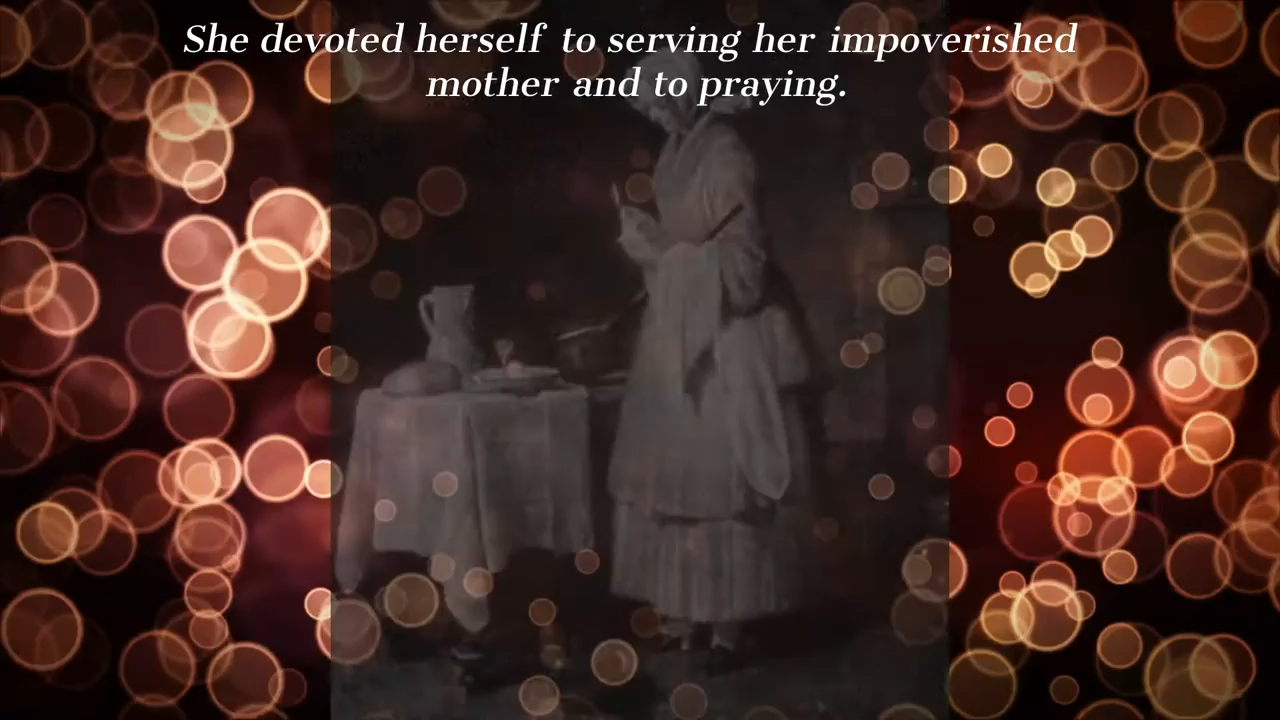 She devoted herself to serving her impoverished
mother and to praying.